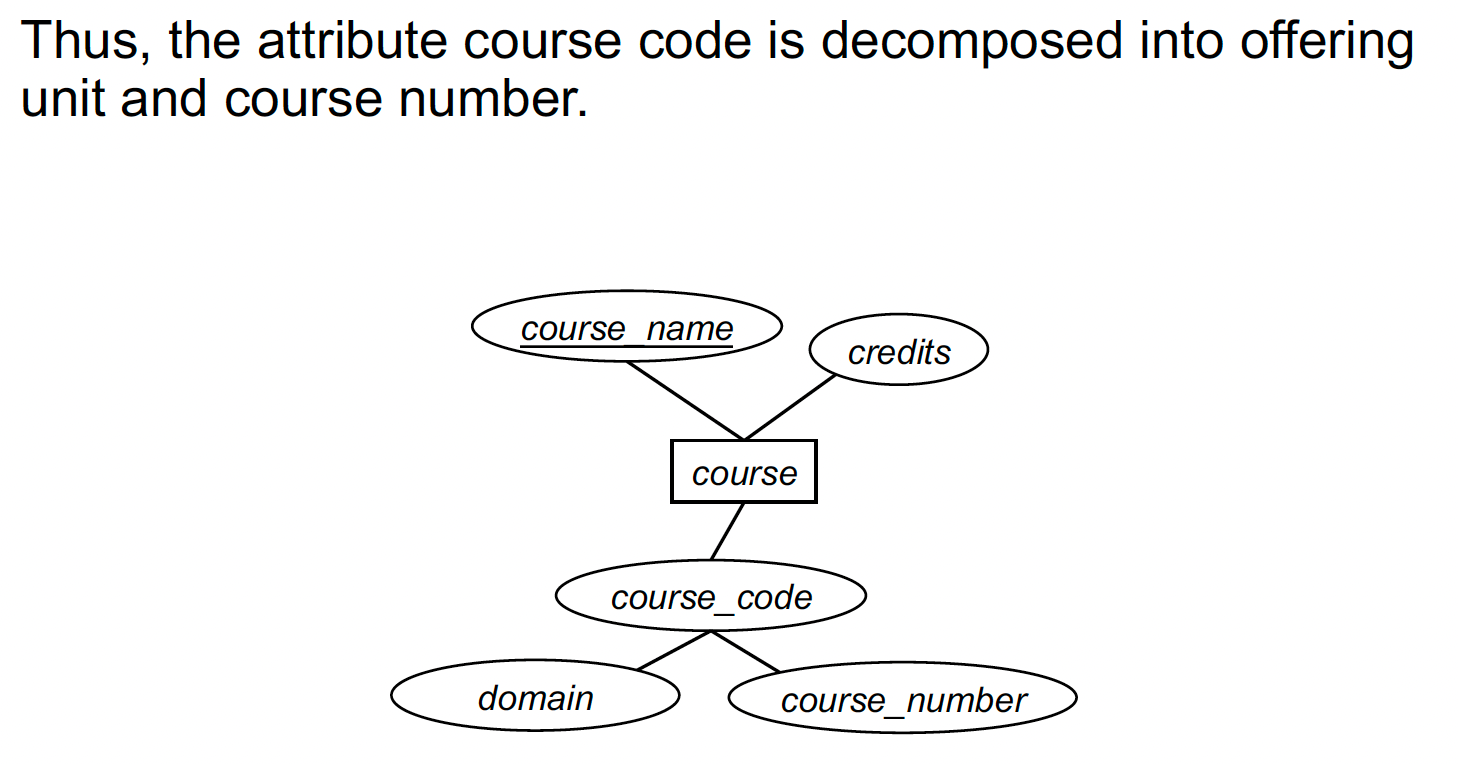 Thus, the attribute course code is decomposed into offering
unit and course number.
course_name
credits
course
course_code
domain
course_number